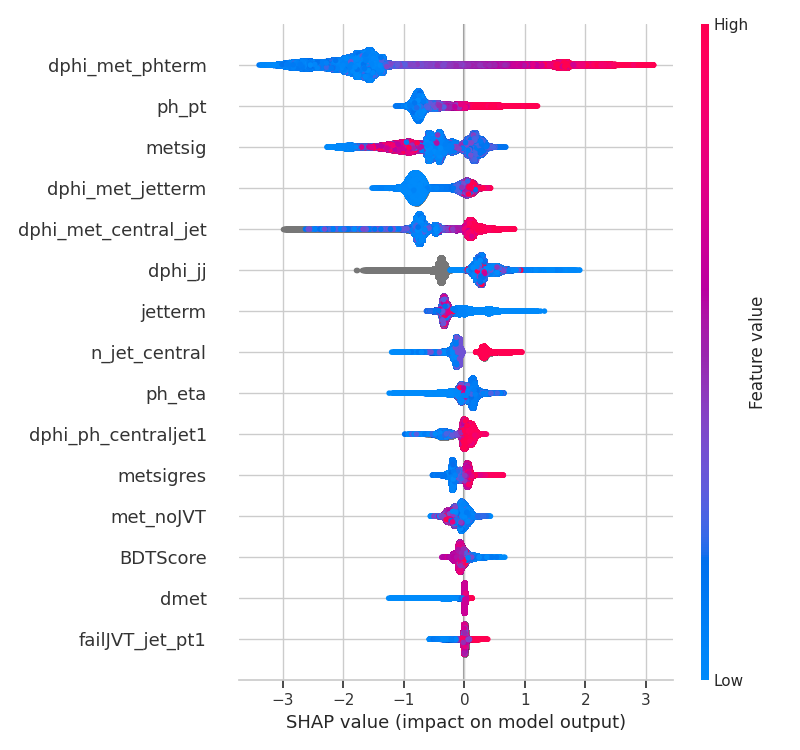 High
dphi_met_phterm
ph_pt
metsig
dphi_met_jetterm
dphi_met_central_jet
dphi_jj
jetterm
n_jet_central
ph_eta
dphi_ph_centraljet1
metsigres
met_noJVT
BDTScore
dmet
failJVT_jet_pt1
Feature value
Low
−3 −2 −1 0 1 2 3
SHAP value (impact on model output)